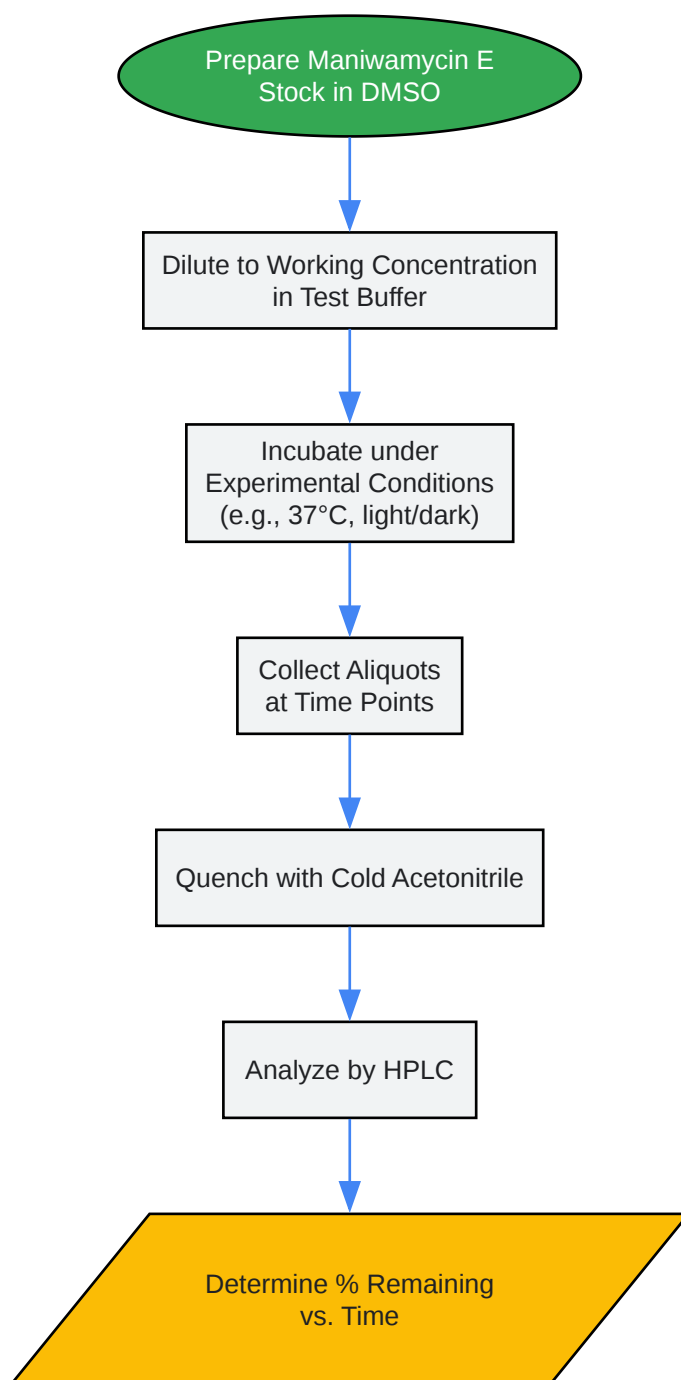 Prepare Maniwamycin E
Stock in DMSO
Dilute to Working Concentration
in Test Buffer
Incubate under
Experimental Conditions
(e.g., 37°C, light/dark)
Collect Aliquots
at Time Points
Quench with Cold Acetonitrile
Analyze by HPLC
Determine % Remaining
vs. Time